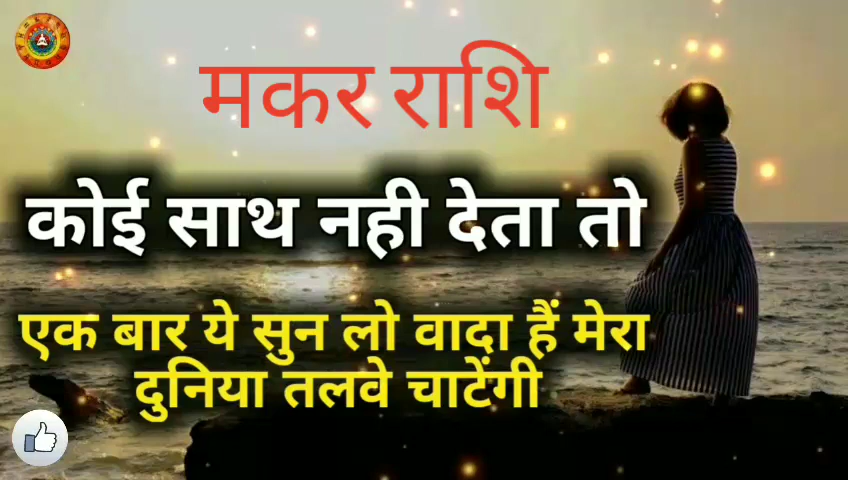 मकर राशि
कोई साथ नही देता तो
एक बार ये सुन लो वादा हैं मेरा
दुनिया तलवे चाटेंगी